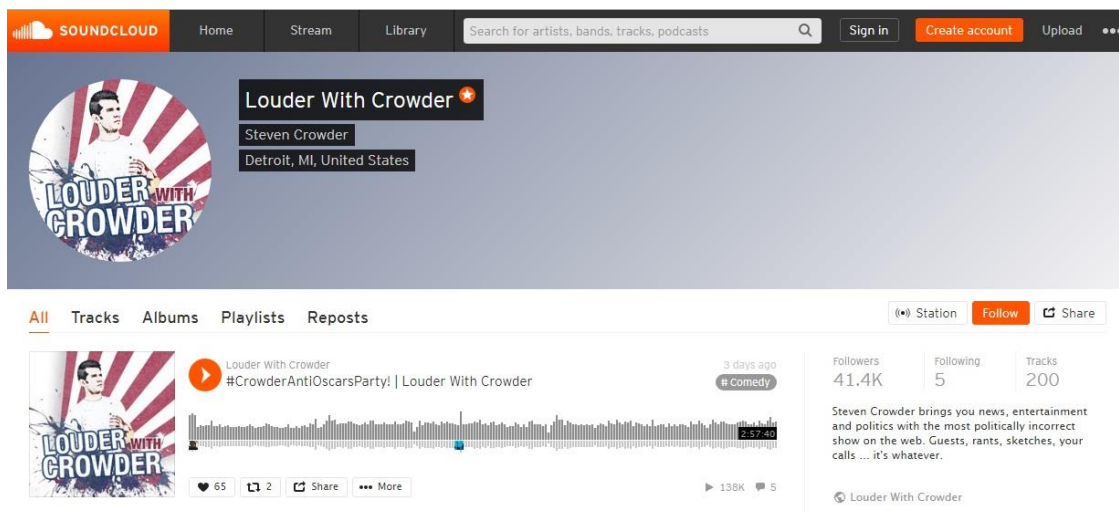 SOUNDCLOUD Home Stream Library Search for artists, bands, tracks, podcasts Sign in Create account Upload •••
Louder With Crowder
Steven Crowder
Detroit, MI, United States
LOUDER WITH
CROWDER
All Tracks Albums Playlists Reposts Station Follow Share
LOUDER WITH
CROWDER
Louder With Crowder 3 days ago
#CrowderAntiOscarsParty! | Louder With Crowder # Comedy
2:57:40
65 2 Share ••• More 138K 5
Followers Following Tracks
41.4K 5 200
Steven Crowder brings you news, entertainment
and politics with the most politically incorrect
show on the web. Guests, rants, sketches, your
calls ... it's whatever.
Louder With Crowder